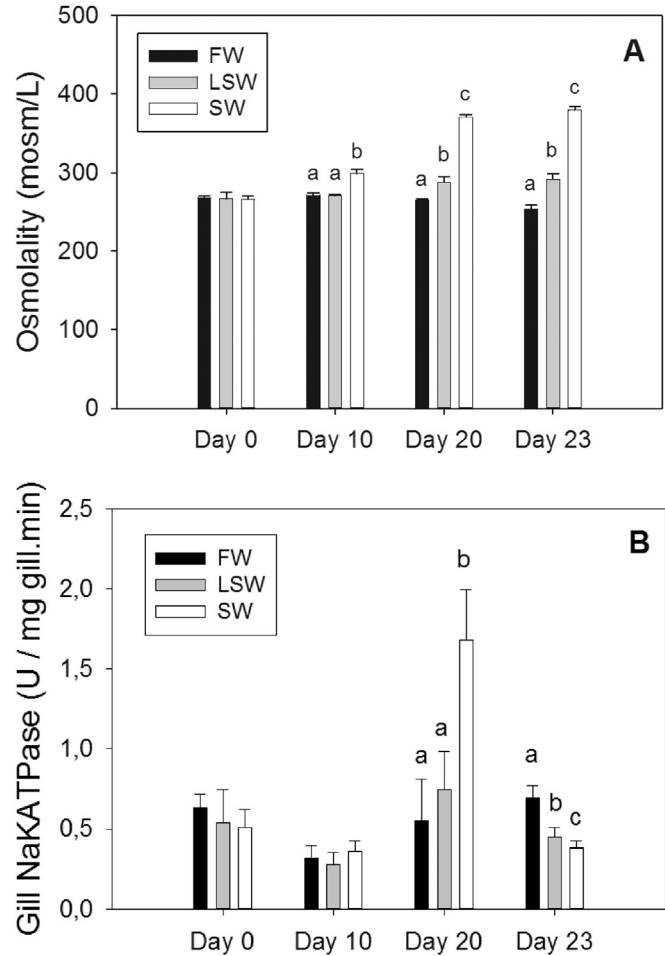 500
400
300
200
100
0
Osmolality (mosm/L)
FW
LSW
SW
A
a a b
a b c
a b c
Day 0 Day 10 Day 20 Day 23
2,5
2,0
1,5
1,0
0,5
0,0
Gill NaKATPase (U / mg gill.min)
FW
LSW
SW
B
a a b
a b c
Day 0 Day 10 Day 20 Day 23